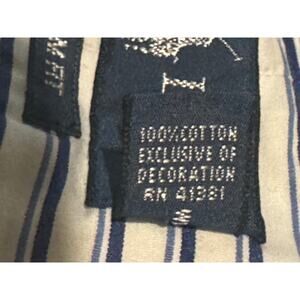 100% COTTON
EXCLUSIVE OF
DECORATION
RN 41381
M